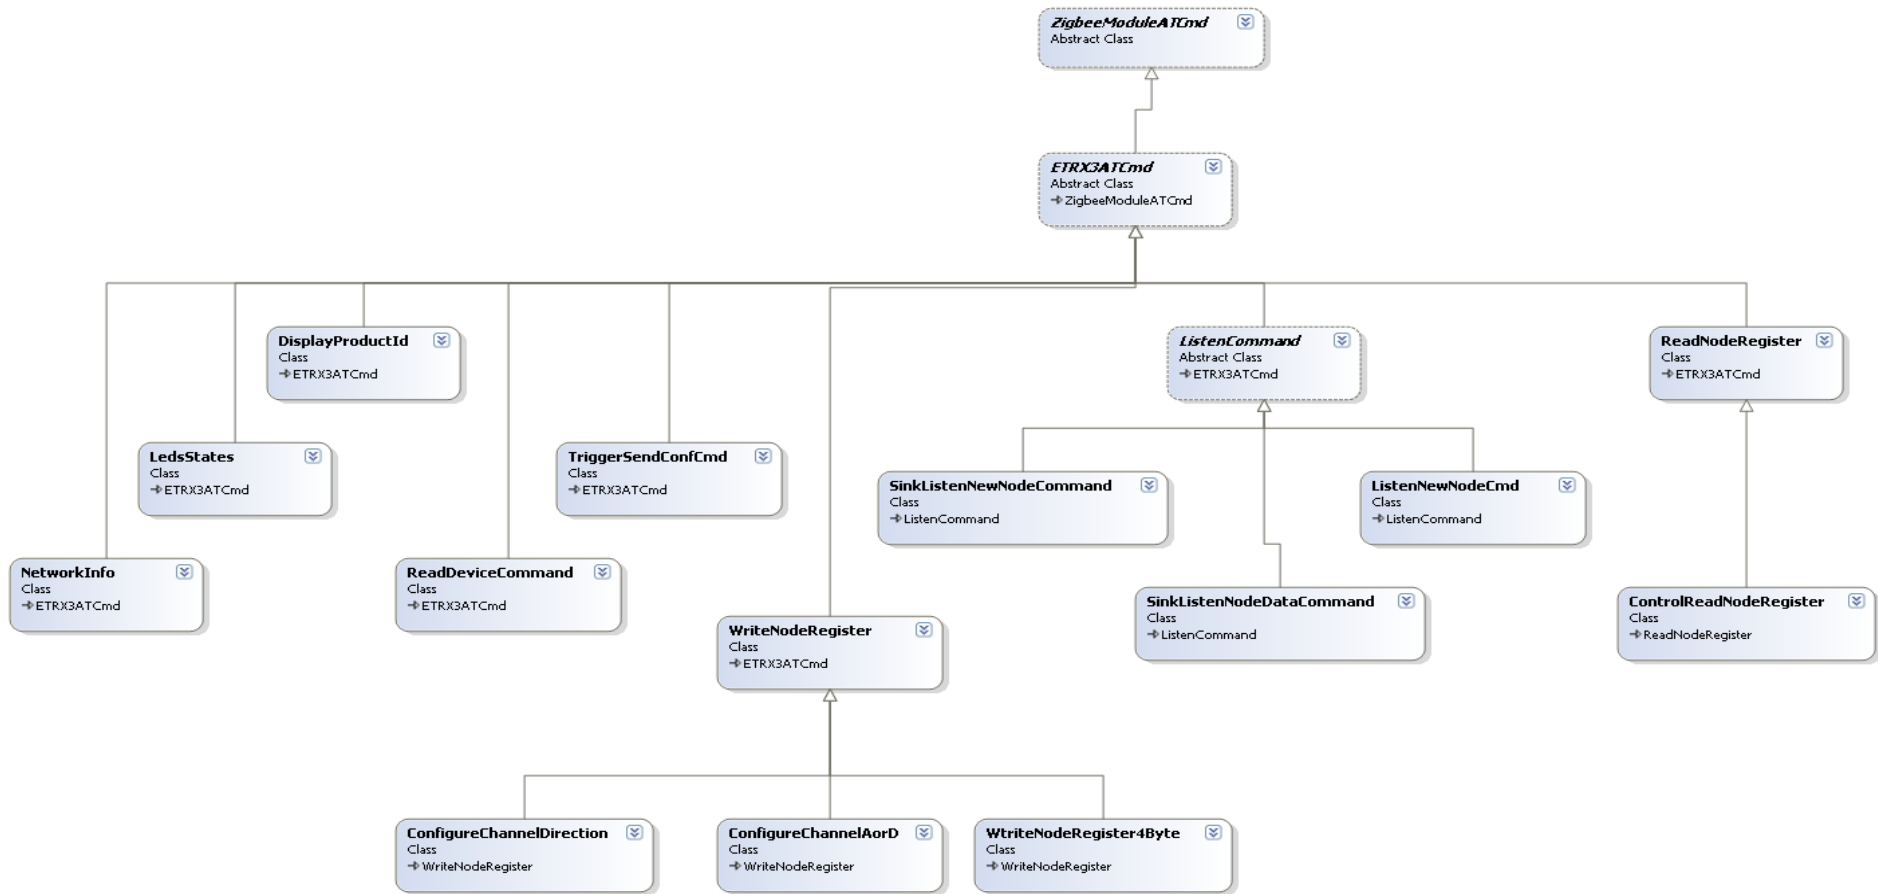 ZigbeeModuleATCmd
Abstract Class
ETRX3ATCmd
Abstract Class
ZigbeeModuleATCmd
DisplayProductId
Class
ETRX3ATCmd
ListenCommand
Abstract Class
ETRX3ATCmd
ReadNodeRegister
Class
ETRX3ATCmd
LedsStates
Class
ETRX3ATCmd
TriggerSendConfCmd
Class
ETRX3ATCmd
SinkListenNewNodeCommand
Class
ListenCommand
ListenNewNodeCmd
Class
ListenCommand
NetworkInfo
Class
ETRX3ATCmd
ReadDeviceCommand
Class
ETRX3ATCmd
SinkListenNodeDataCommand
Class
ListenCommand
ControlReadNodeRegister
Class
ReadNodeRegister
WriteNodeRegister
Class
ETRX3ATCmd
ConfigureChannelDirection
Class
WriteNodeRegister
ConfigureChannelAorD
Class
WriteNodeRegister
WtriteNodeRegister4Byte
Class
WriteNodeRegister